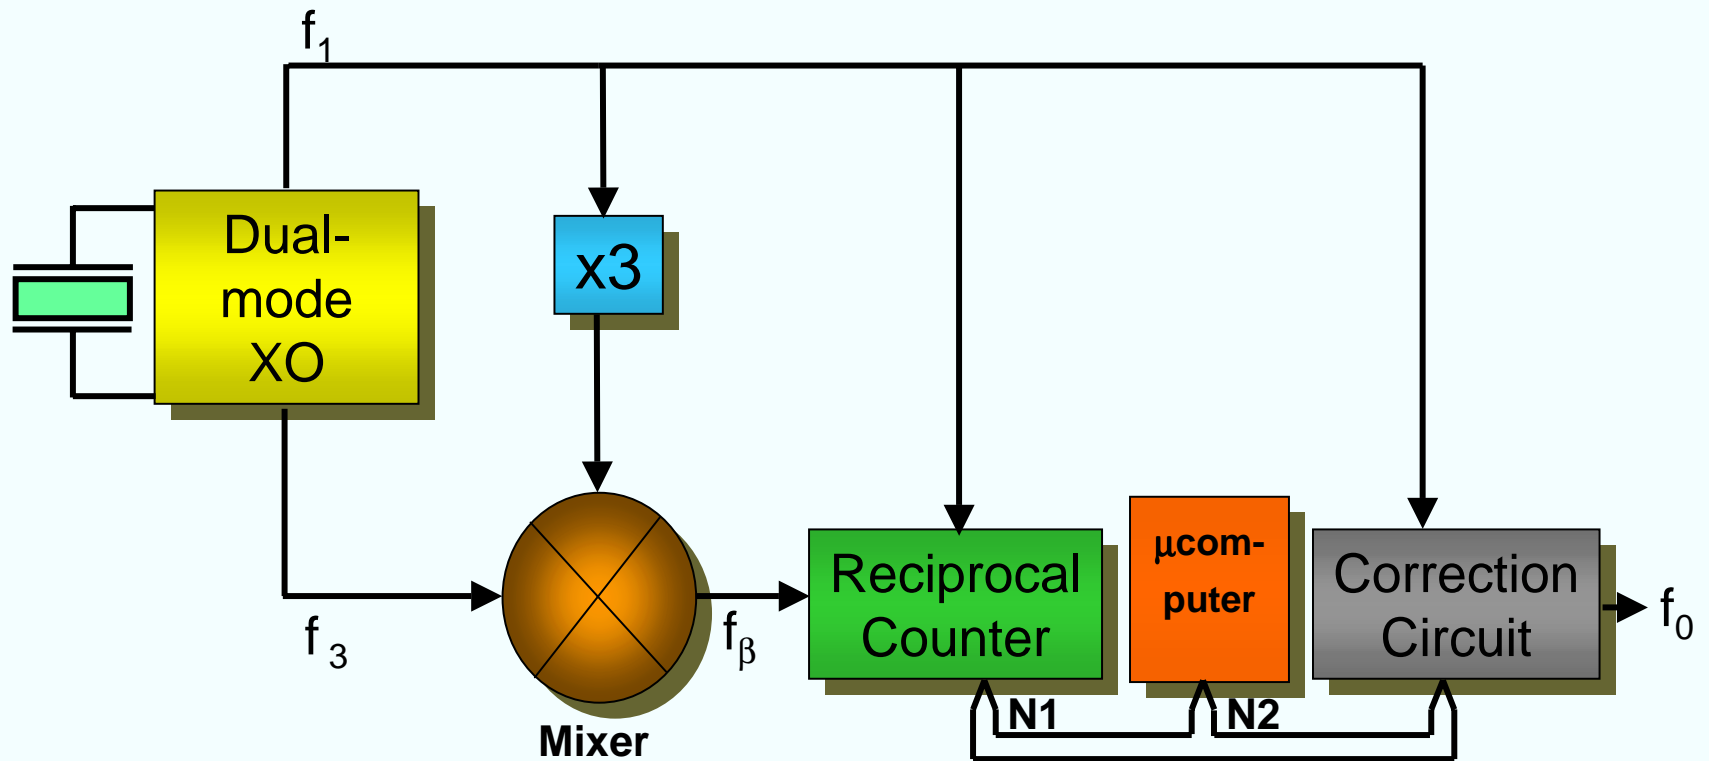 f1
Dual-
mode
XO
x3
f 3
Mixer
fβ
Reciprocal
Counter
μcom-
puter
Correction
Circuit
f0
N1
N2